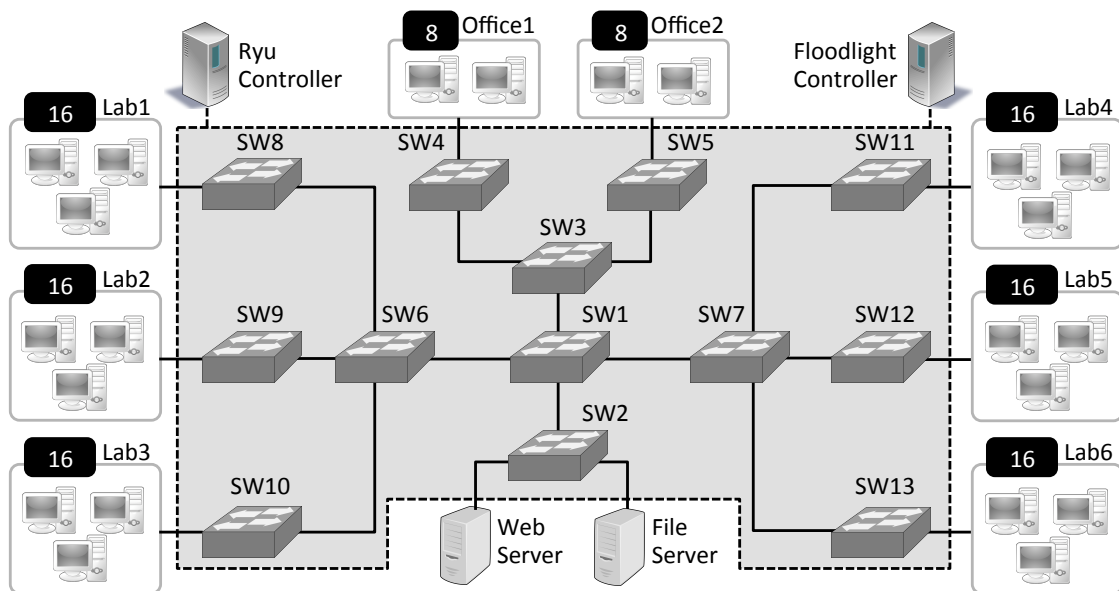 8
Office1
8
Office2
Ryu
Controller
Floodlight
Controller
16
Lab1
16
Lab4
SW8
SW4
SW5
SW11
SW3
16
Lab2
16
Lab5
SW9
SW6
SW1
SW7
SW12
SW2
16
Lab3
16
Lab6
SW10
SW13
Web
Server
File
Server